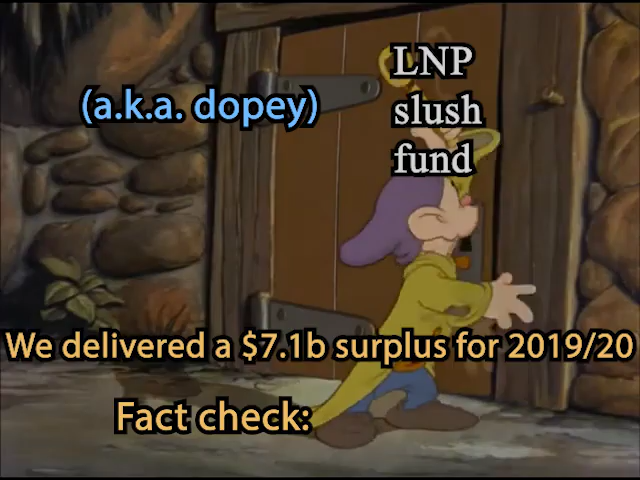 (a.k.a. dopey)
LNP
slush
fund
We delivered a $7.1b surplus for 2019/20
Fact check: